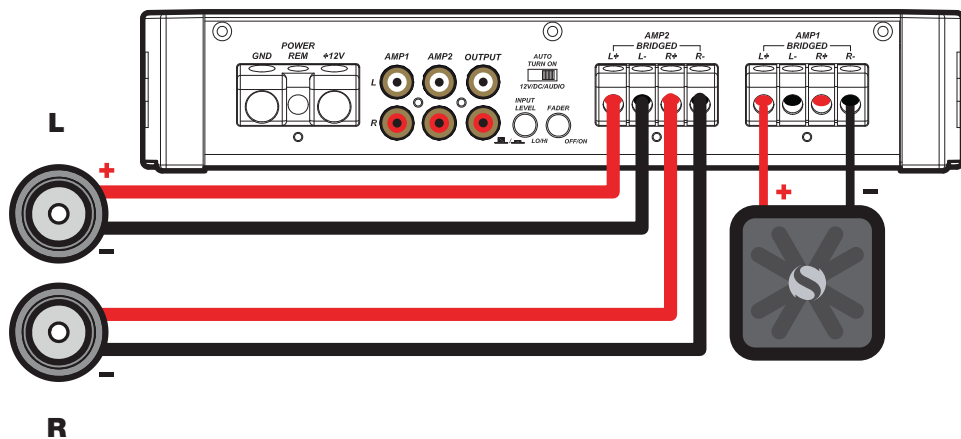 POWER
GND REM +12V
AMP1 AMP2 OUTPUT
L
R
AUTO
TURN ON
12V/DC/AUDIO
INPUT
LEVEL
FADER
LO/HI
OFF/ON
AMP2
BRIDGED
L+ L- R+ R-
AMP1
BRIDGED
L+ L- R+ R-
L
+
-
-
R
+
-